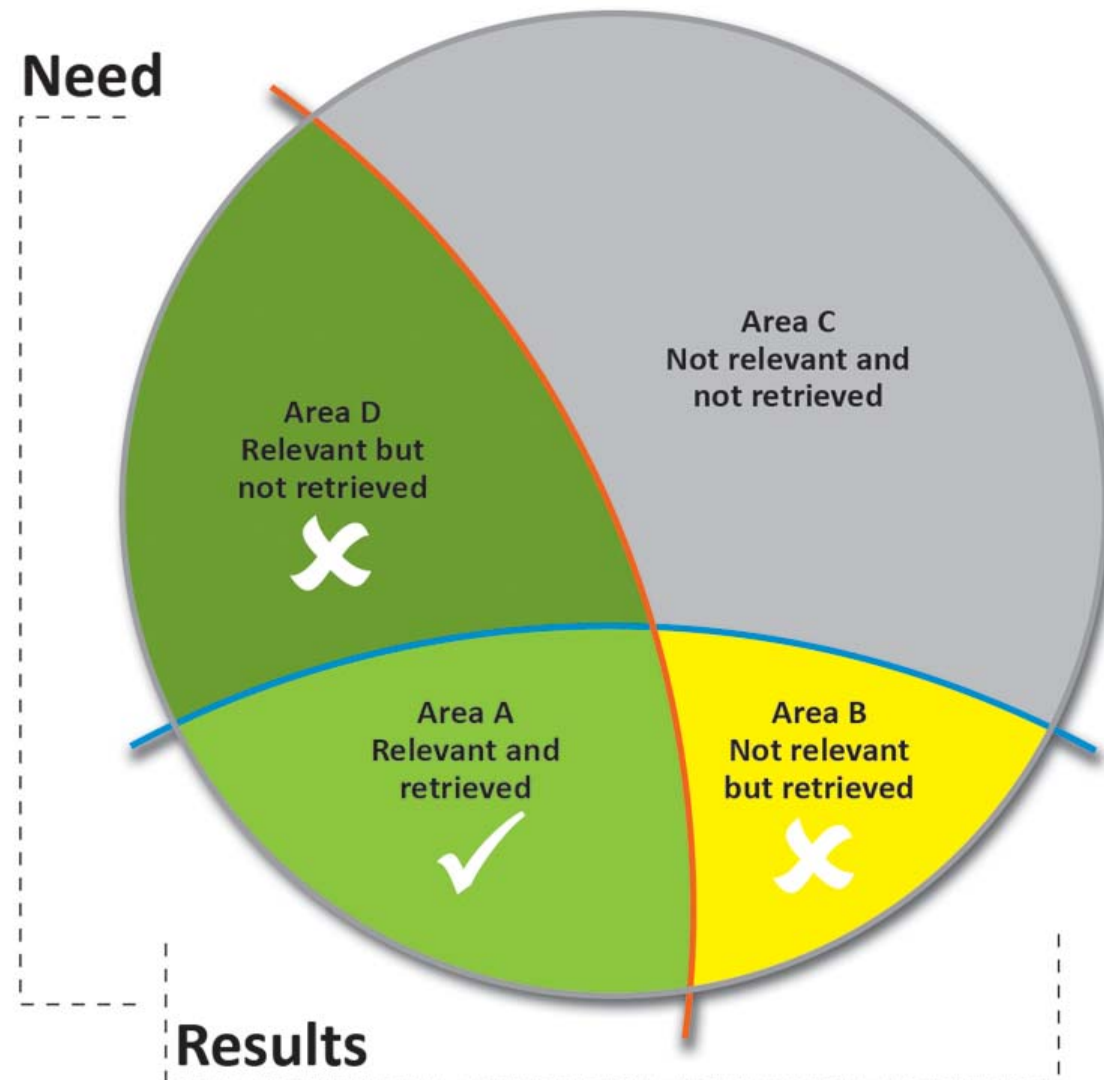 Need
Area C
Not relevant and
not retrieved
Area D
Relevant but
not retrieved
Area A
Relevant and
retrieved
Area B
Not relevant
but retrieved
Results